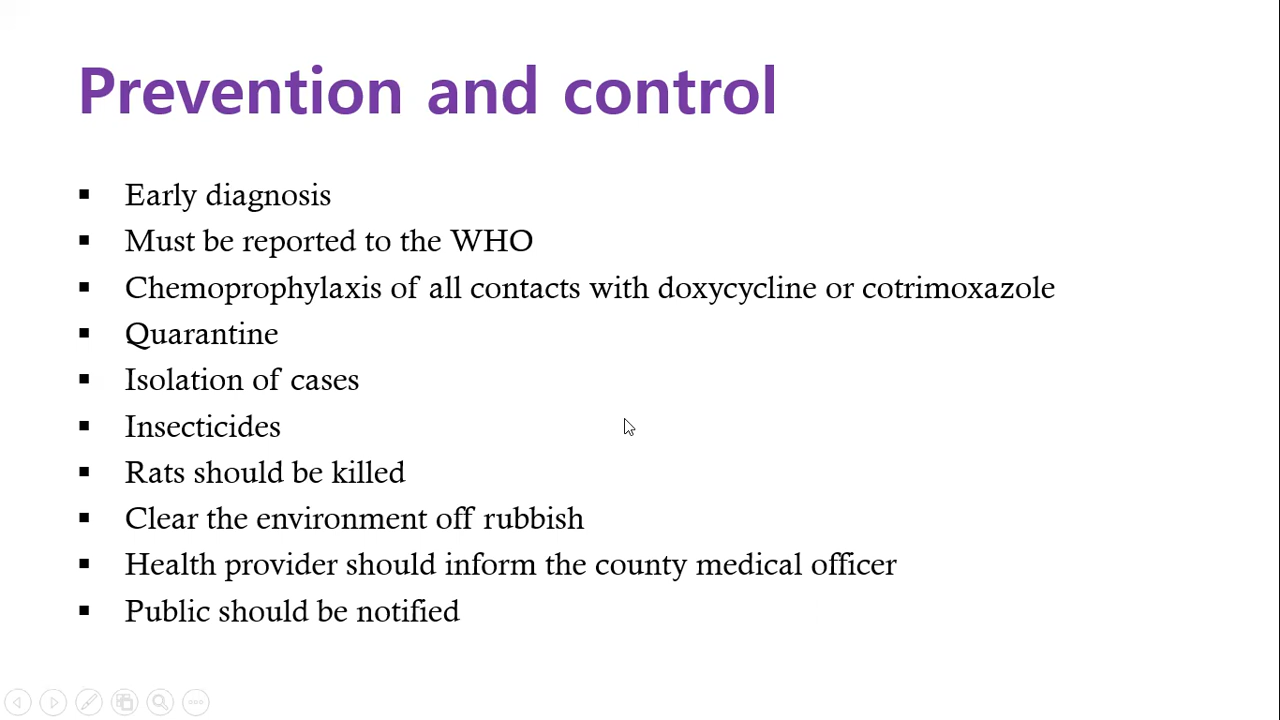 Prevention and control
▪ Early diagnosis
▪ Must be reported to the WHO
▪ Chemoprophylaxis of all contacts with doxycycline or cotrimoxazole
▪ Quarantine
▪ Isolation of cases
▪ Insecticides
▪ Rats should be killed
▪ Clear the environment off rubbish
▪ Health provider should inform the county medical officer
▪ Public should be notified